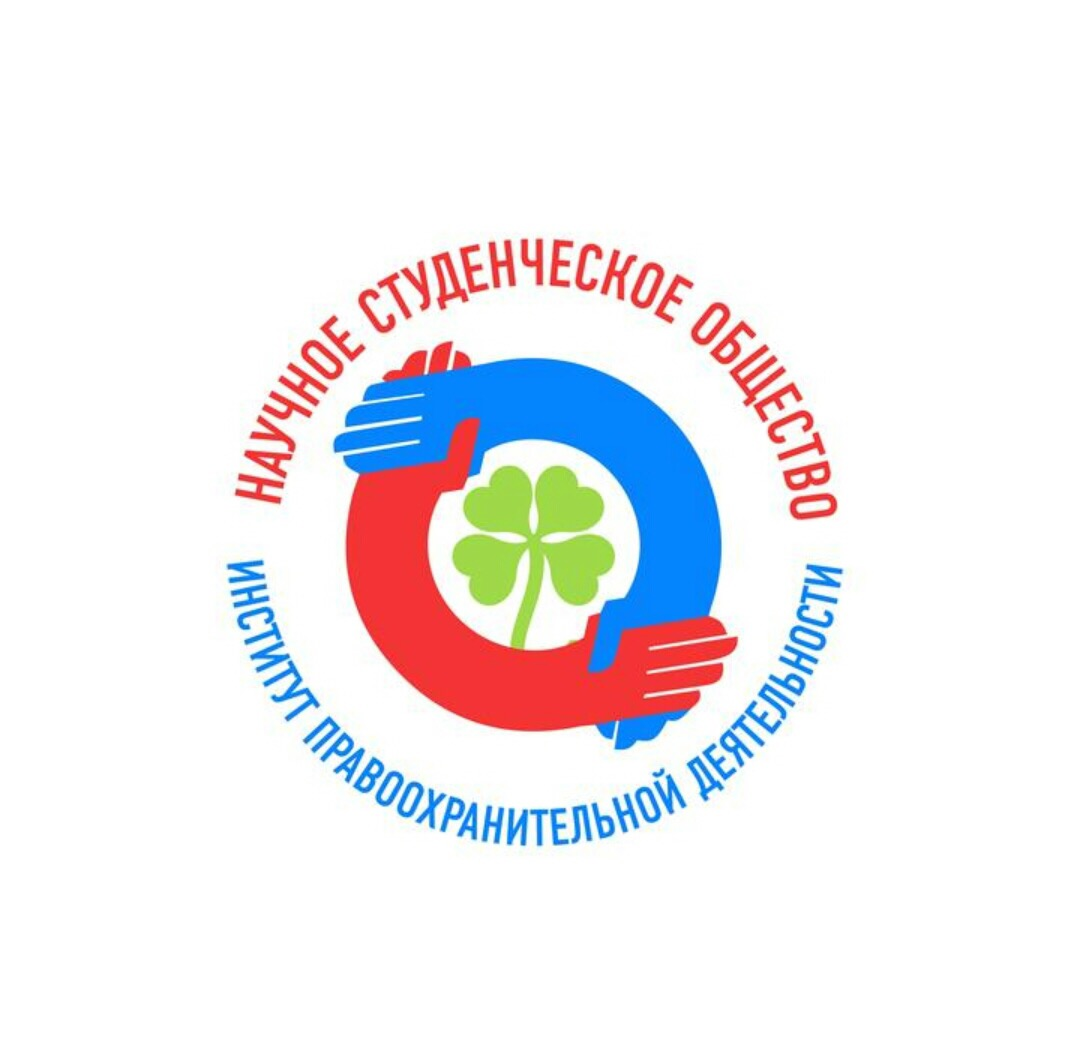 НАУЧНОЕ СТУДЕНЧЕСКОЕ ОБЩЕСТВО
ИНСТИТУТ ПРАВООХРАНИТЕЛЬНОЙ ДЕЯТЕЛЬНОСТИ